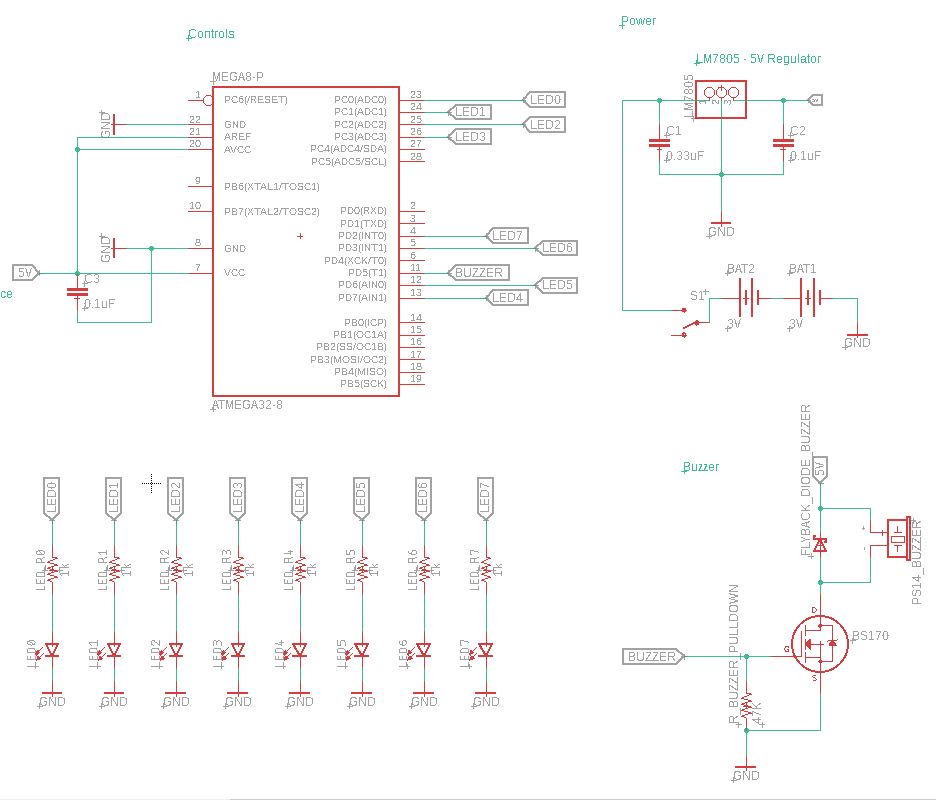 Controls
MEGA8-P
1 PC6(/RESET)
22 GND
21 AREF
20 AVCC
9 PB6(XTAL1/TOSC1)
10 PB7(XTAL2/TOSC2)
8 GND
7 VCC
GND
GND
5V
C3
0.1uF
ce
PC0(ADC0) 23 LED0
PC1(ADC1) 24 LED1
PC2(ADC2) 25 LED2
PC3(ADC3) 26 LED3
PC4(ADC4/SDA) 27
PC5(ADC5/SCL) 28
PD0(RXD) 2
PD1(TXD) 3
PD2(INT0) 4 LED7
PD3(INT1) 5 LED6
PD4(XCK/T0) 6
PD5(T1) 11 BUZZER
PD6(AIN0) 12 LED5
PD7(AIN1) 13 LED4
PB0(ICP) 14
PB1(OC1A) 15
PB2(SS/OC1B) 16
PB3(MOSI/OC2) 17
PB4(MISO) 18
PB5(SCK) 19
ATMEGA32-8
Power
LM7805 - 5V Regulator
LM7805
1 2 3
C1
0.33uF
C2
0.1uF
GND
S1
BAT2
3V
BAT1
3V
GND
LED0 LED1 LED2 LED3 LED4 LED5 LED6 LED7
LED_R0 LED_R1 LED_R2 LED_R3 LED_R4 LED_R5 LED_R6 LED_R7
1k 1k 1k 1k 1k 1k 1k 1k
LED0 LED1 LED2 LED3 LED4 LED5 LED6 LED7
GND GND GND GND GND GND GND GND
Buzzer
5V
FLYBACK_DIODE_BUZZER
PS14_BUZZER
D
G
S
BS170
BUZZER
R_BUZZER_PULLDOWN
47K
GND